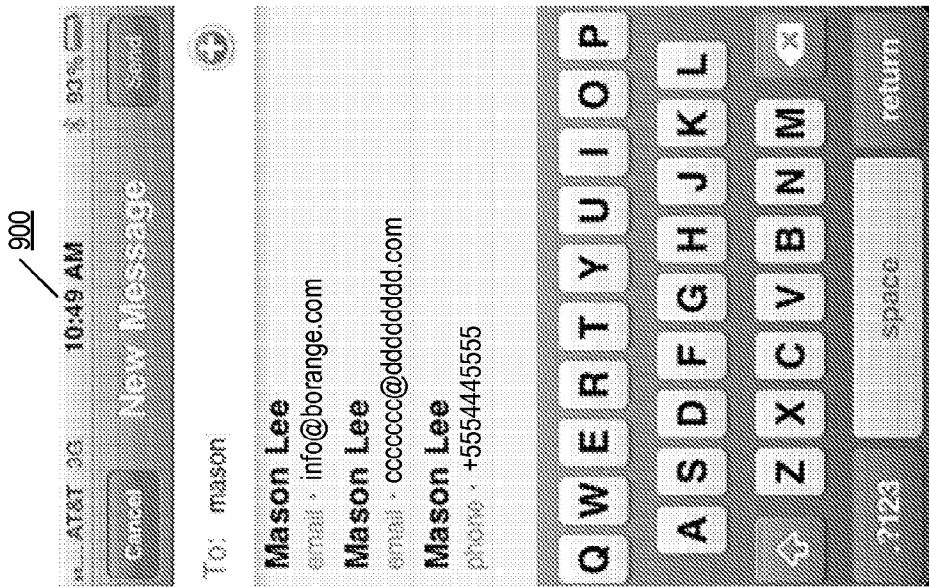 900
AT&T 3G 10:49 AM 93%
Cancel New Message Send
To: mason
Mason Lee
email · info@borange.com
Mason Lee
email · ccccccc@dddddddd.com
Mason Lee
phone · +5554445555
Q W E R T Y U I O P
A S D F G H J K L
Z X C V B N M
.?123 space return